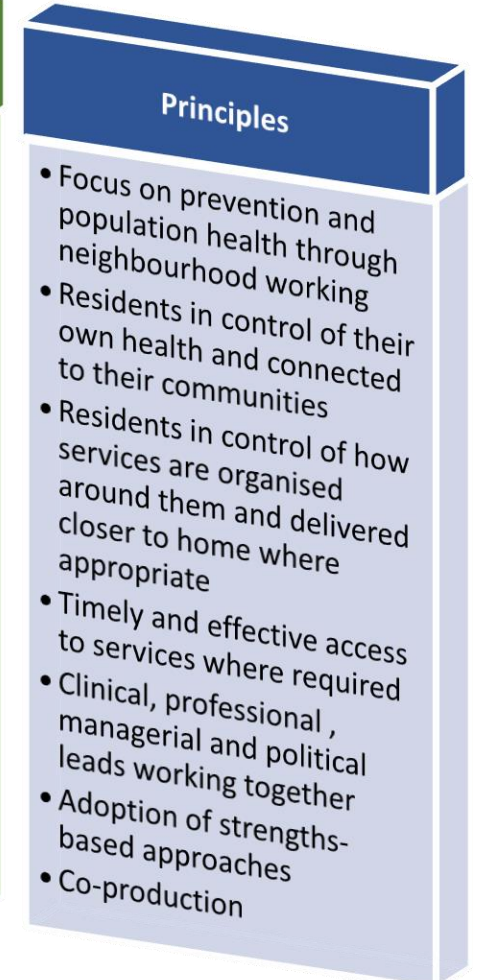 Principles
• Focus on prevention and
population health through
neighbourhood working
• Residents in control of their
own health and connected
to their communities
• Residents in control of how
services are organised
around them and delivered
closer to home where
appropriate
• Timely and effective access
to services where required
• Clinical, professional ,
managerial and political
leads working together
• Adoption of strengths-
based approaches
• Co-production